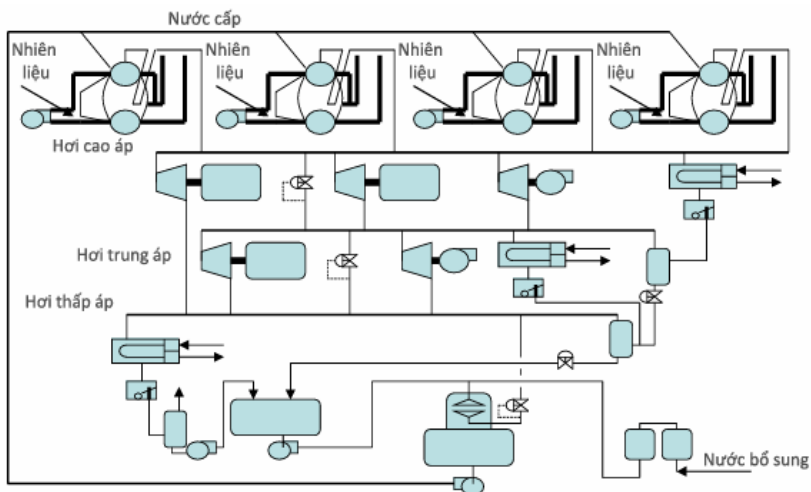 Nước cấp
Nhiên
liệu
Nhiên
liệu
Nhiên
liệu
Nhiên
liệu
Hơi cao áp
Hơi trung áp
Hơi thấp áp
Nước bổ sung